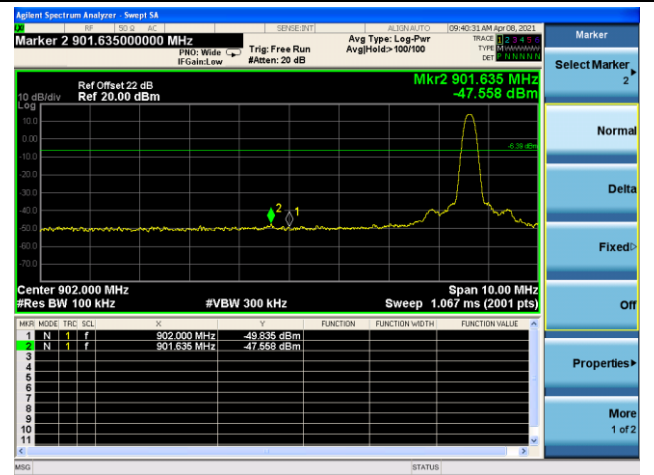 Agilent Spectrum Analyzer - Swept SA
RF 50 Ω AC SENSE:INT ALIGN AUTO 09:40:31 AM Apr 08, 2021
Marker 2 901.635000000 MHz
PNO: Wide
IFGain:Low
Trig: Free Run
#Atten: 20 dB
Avg Type: Log-Pwr
Avg|Hold:>100/100
TRACE 1 2 3 4 5 6
TYPE M
DET P N N N N N
Ref Offset 22 dB
Ref 20.00 dBm
10 dB/div
Log
Mkr2 901.635 MHz
-47.558 dBm
10.0
0.00
-6.39 dBm
-10.0
-20.0
-30.0
-40.0
2 1
-50.0
-60.0
-70.0
Center 902.000 MHz
Span 10.00 MHz
#Res BW 100 kHz
#VBW 300 kHz
Sweep 1.067 ms (2001 pts)
MKR MODE TRC SCL X Y FUNCTION FUNCTION WIDTH FUNCTION VALUE
1 N 1 f 902.000 MHz -49.835 dBm
2 N 1 f 901.635 MHz -47.558 dBm
3
4
5
6
7
8
9
10
11
MSG STATUS
Marker
Select Marker
2
Normal
Delta
Fixed
Off
Properties
More
1 of 2